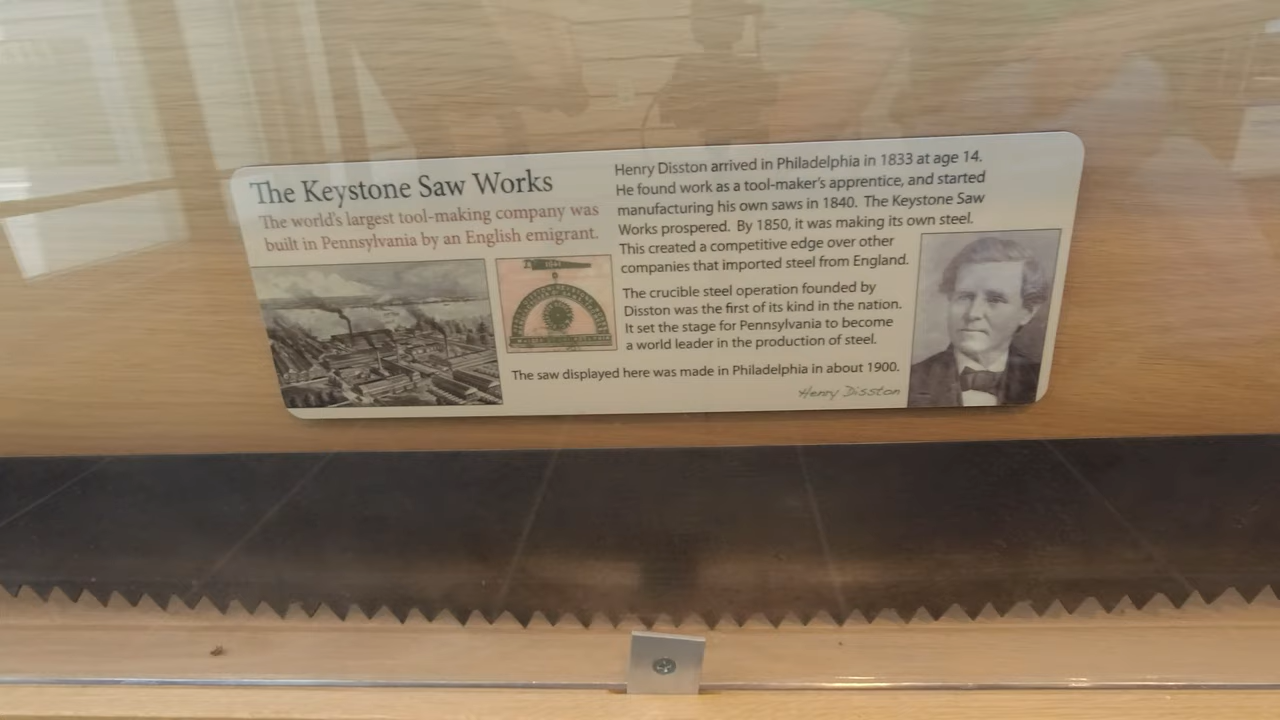 The Keystone Saw Works
The world's largest tool-making company was
built in Pennsylvania by an English emigrant.
Henry Disston arrived in Philadelphia in 1833 at age 14.
He found work as a tool-maker's apprentice, and started
manufacturing his own saws in 1840. The Keystone Saw
Works prospered. By 1850, it was making its own steel.
This created a competitive edge over other
companies that imported steel from England.
The crucible steel operation founded by
Disston was the first of its kind in the nation.
It set the stage for Pennsylvania to become
a world leader in the production of steel.
The saw displayed here was made in Philadelphia in about 1900.
Henry Disston